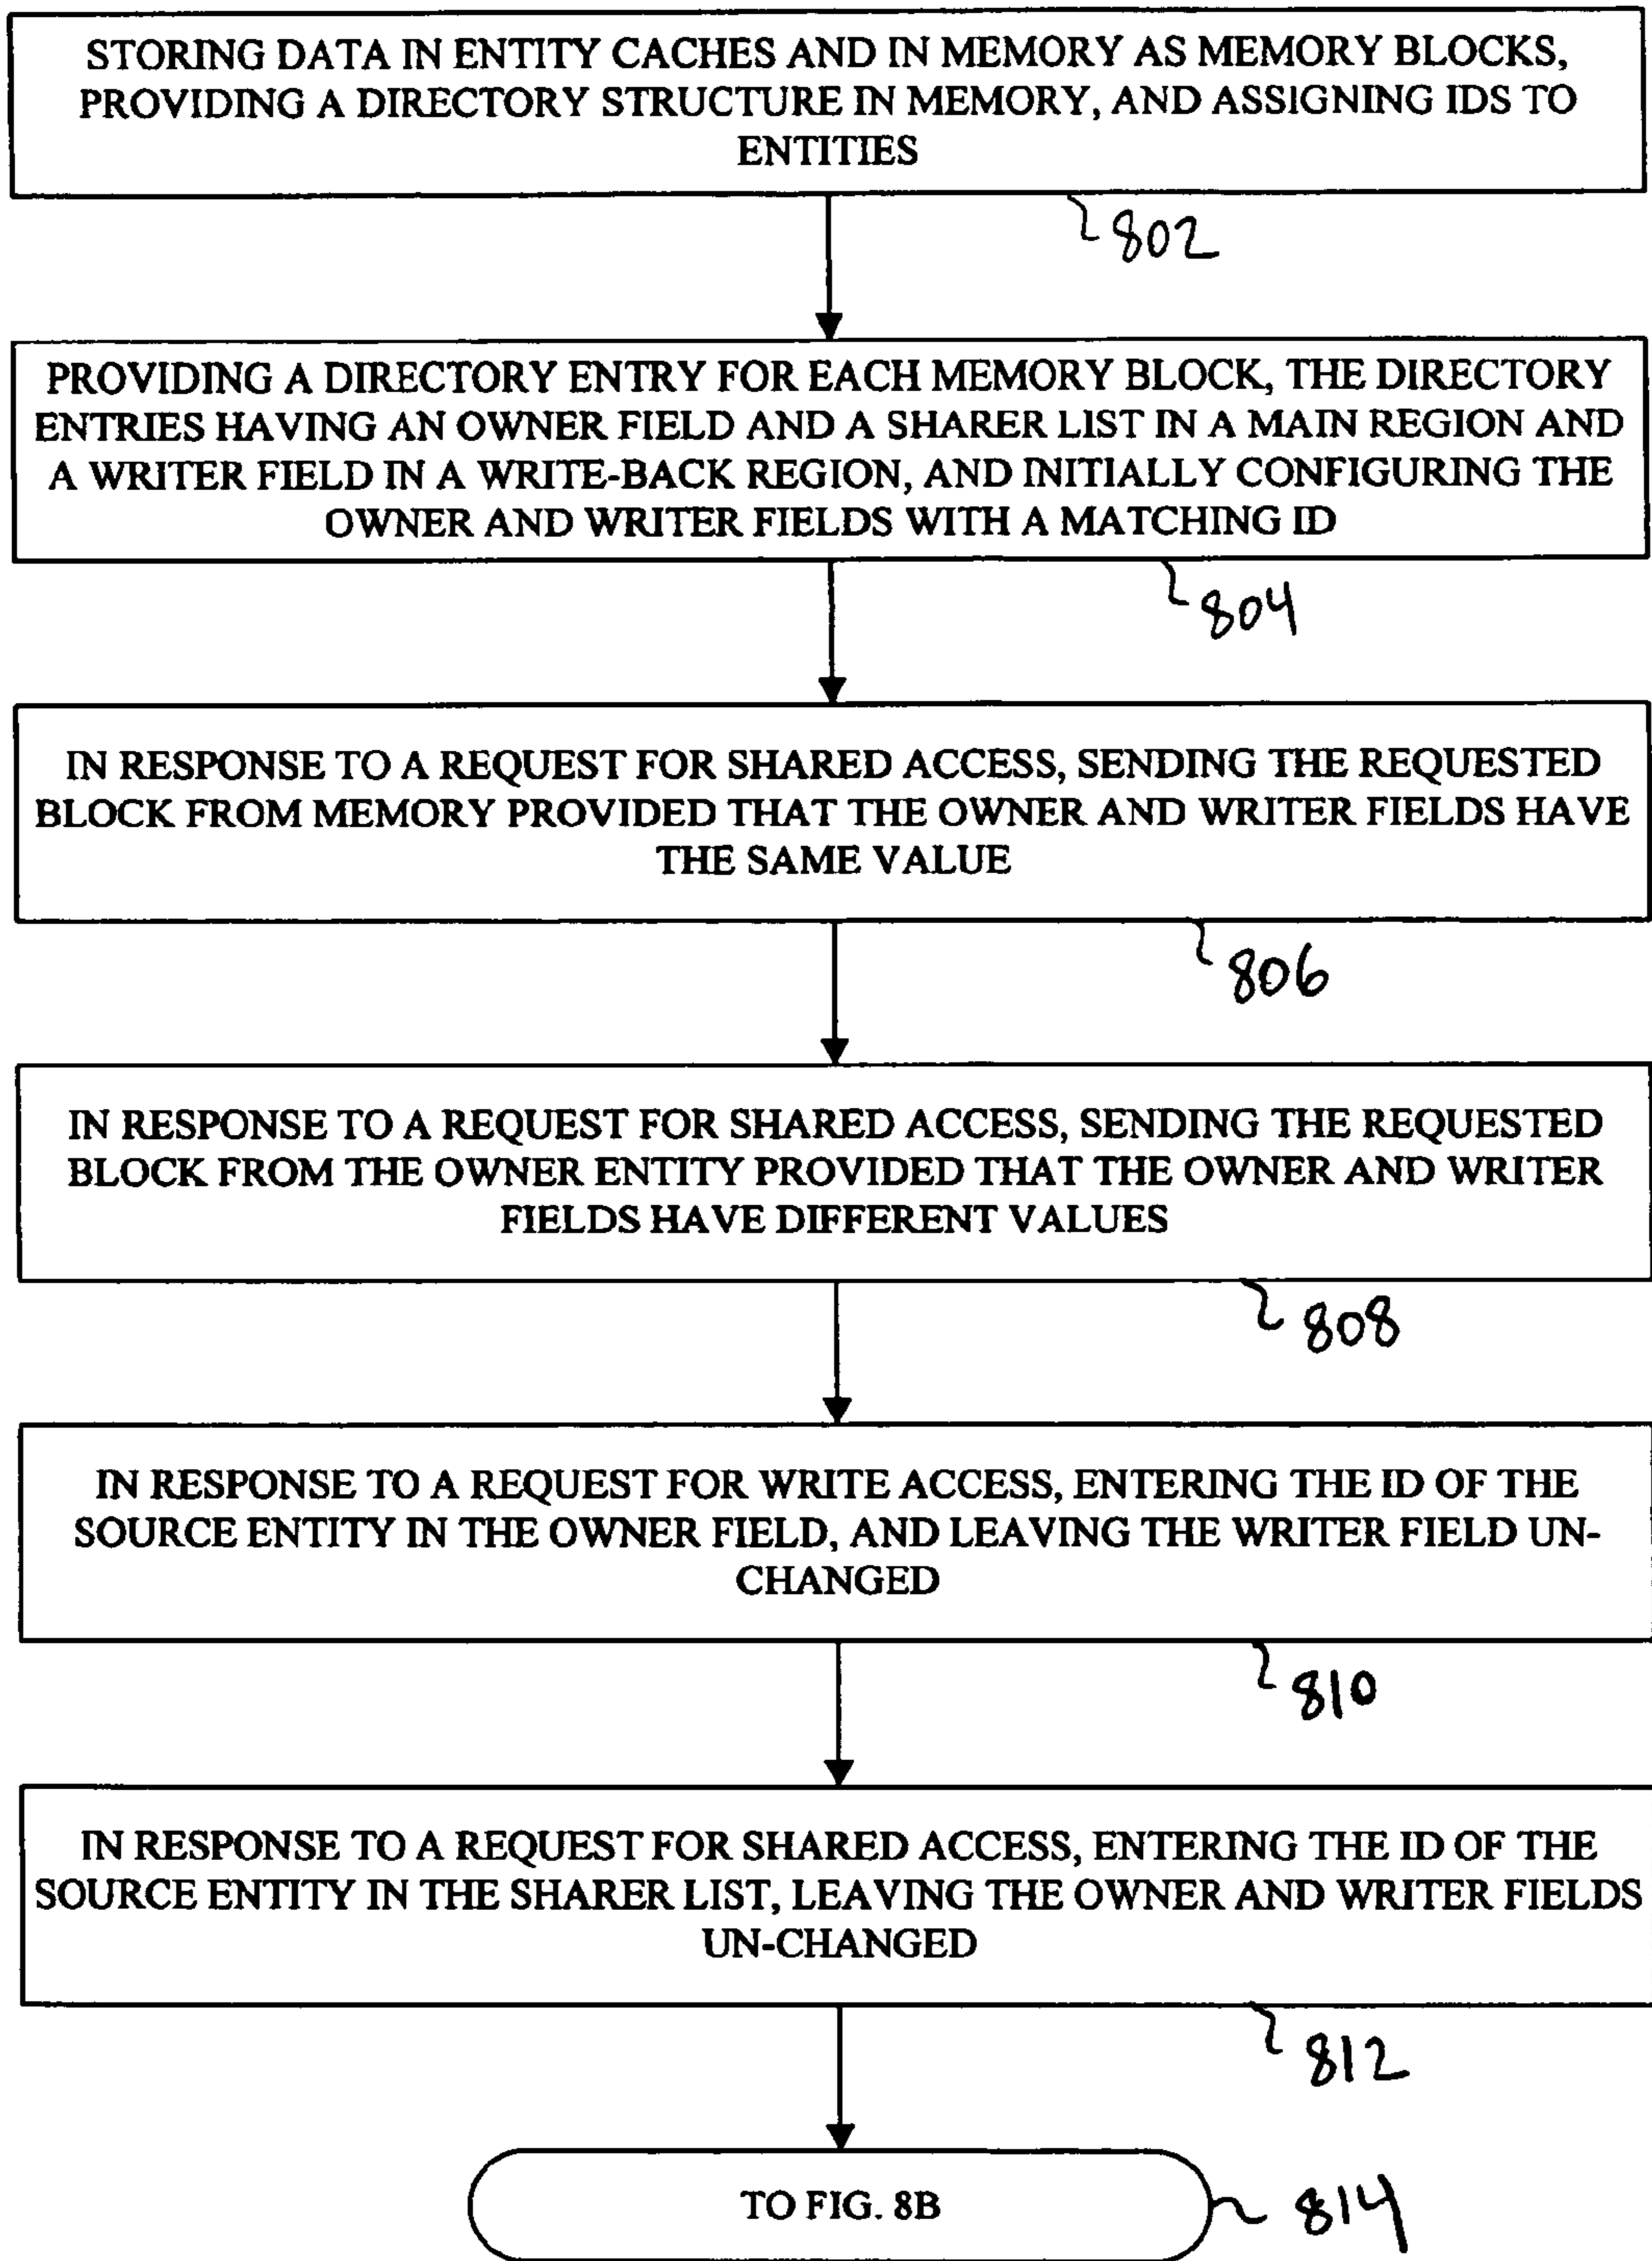 STORING DATA IN ENTITY CACHES AND IN MEMORY AS MEMORY BLOCKS,
PROVIDING A DIRECTORY STRUCTURE IN MEMORY, AND ASSIGNING IDS TO
ENTITIES
802
PROVIDING A DIRECTORY ENTRY FOR EACH MEMORY BLOCK, THE DIRECTORY
ENTRIES HAVING AN OWNER FIELD AND A SHARER LIST IN A MAIN REGION AND
A WRITER FIELD IN A WRITE-BACK REGION, AND INITIALLY CONFIGURING THE
OWNER AND WRITER FIELDS WITH A MATCHING ID
804
IN RESPONSE TO A REQUEST FOR SHARED ACCESS, SENDING THE REQUESTED
BLOCK FROM MEMORY PROVIDED THAT THE OWNER AND WRITER FIELDS HAVE
THE SAME VALUE
806
IN RESPONSE TO A REQUEST FOR SHARED ACCESS, SENDING THE REQUESTED
BLOCK FROM THE OWNER ENTITY PROVIDED THAT THE OWNER AND WRITER
FIELDS HAVE DIFFERENT VALUES
808
IN RESPONSE TO A REQUEST FOR WRITE ACCESS, ENTERING THE ID OF THE
SOURCE ENTITY IN THE OWNER FIELD, AND LEAVING THE WRITER FIELD UN-
CHANGED
810
IN RESPONSE TO A REQUEST FOR SHARED ACCESS, ENTERING THE ID OF THE
SOURCE ENTITY IN THE SHARER LIST, LEAVING THE OWNER AND WRITER FIELDS
UN-CHANGED
812
TO FIG. 8B
814